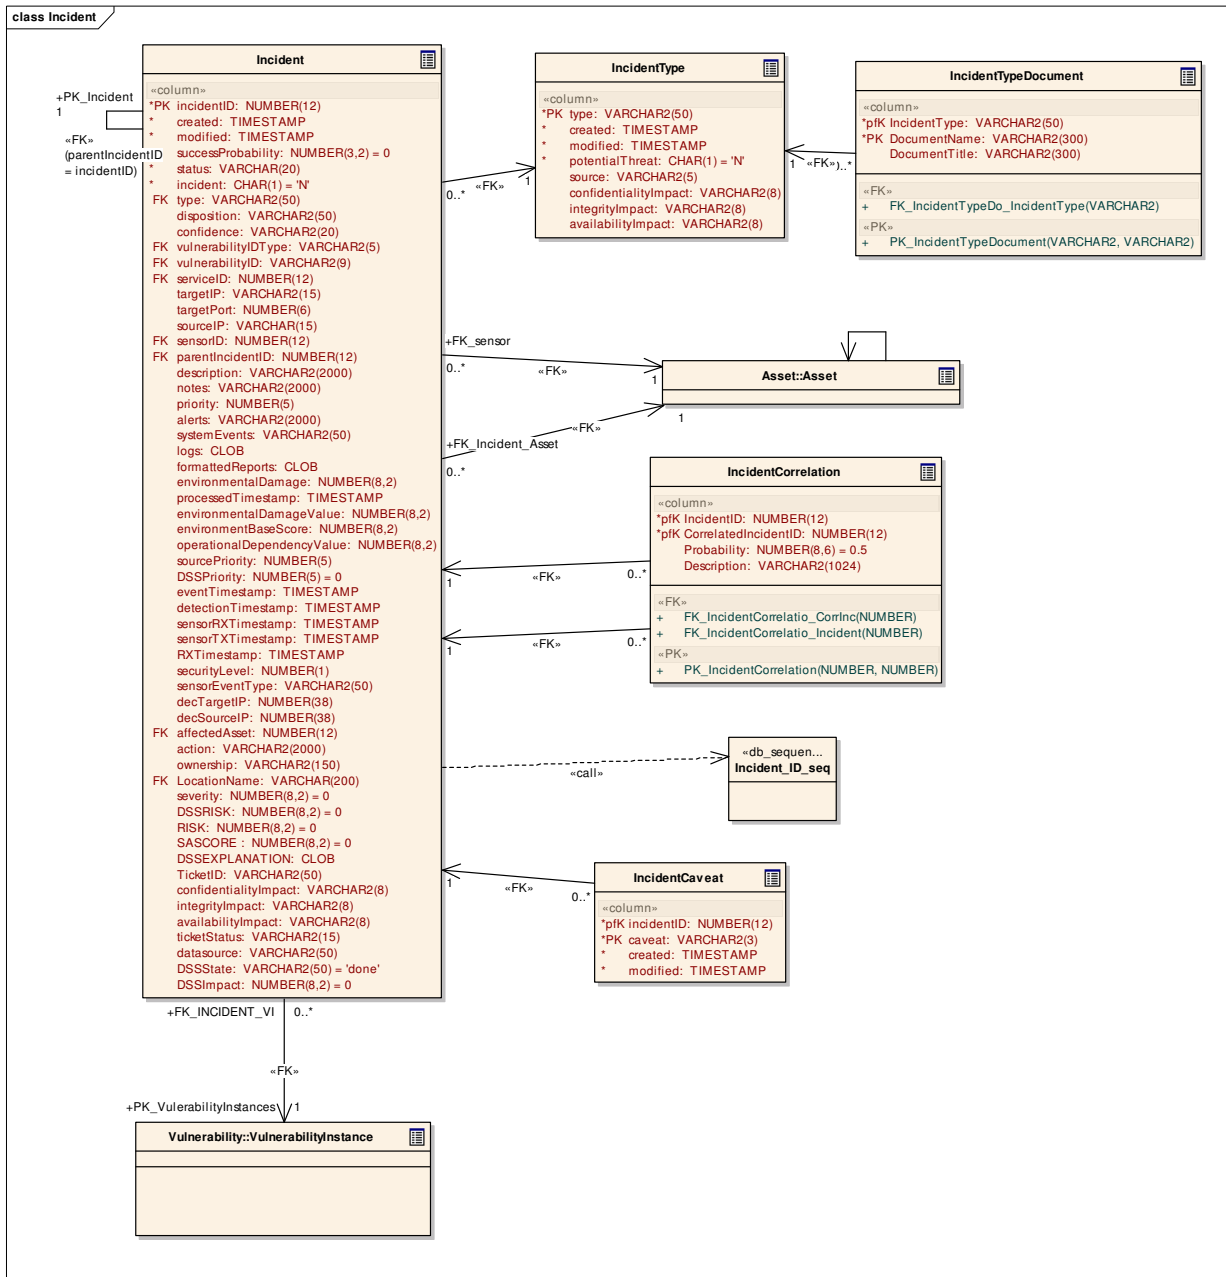 class Incident
Incident
«column»
*PK incidentID: NUMBER(12)
* created: TIMESTAMP
* modified: TIMESTAMP
successProbability: NUMBER(3,2) = 0
* status: VARCHAR(20)
* incident: CHAR(1) = 'N'
FK type: VARCHAR2(50)
disposition: VARCHAR2(50)
confidence: VARCHAR2(20)
FK vulnerabilityIDType: VARCHAR2(5)
FK vulnerabilityID: VARCHAR2(9)
FK serviceID: NUMBER(12)
targetIP: VARCHAR2(15)
targetPort: NUMBER(6)
sourceIP: VARCHAR(15)
FK sensorID: NUMBER(12)
FK parentIncidentID: NUMBER(12)
description: VARCHAR2(2000)
notes: VARCHAR2(2000)
priority: NUMBER(5)
alerts: VARCHAR2(2000)
systemEvents: VARCHAR2(50)
logs: CLOB
formattedReports: CLOB
environmentalDamage: NUMBER(8,2)
processedTimestamp: TIMESTAMP
environmentalDamageValue: NUMBER(8,2)
environmentBaseScore: NUMBER(8,2)
operationalDependencyValue: NUMBER(8,2)
sourcePriority: NUMBER(5)
DSSPriority: NUMBER(5) = 0
eventTimestamp: TIMESTAMP
detectionTimestamp: TIMESTAMP
sensorRXTimestamp: TIMESTAMP
sensorTXTimestamp: TIMESTAMP
RXTimestamp: TIMESTAMP
securityLevel: NUMBER(1)
sensorEventType: VARCHAR2(50)
decTargetIP: NUMBER(38)
decSourceIP: NUMBER(38)
FK affectedAsset: NUMBER(12)
action: VARCHAR2(2000)
ownership: VARCHAR2(150)
FK LocationName: VARCHAR(200)
severity: NUMBER(8,2) = 0
DSSRISK: NUMBER(8,2) = 0
RISK: NUMBER(8,2) = 0
SASCORE : NUMBER(8,2) = 0
DSSEXPLANATION: CLOB
TicketID: VARCHAR2(50)
confidentialityImpact: VARCHAR2(8)
integrityImpact: VARCHAR2(8)
availabilityImpact: VARCHAR2(8)
ticketStatus: VARCHAR2(15)
datasource: VARCHAR2(50)
DSSState: VARCHAR2(50) = 'done'
DSSImpact: NUMBER(8,2) = 0
+PK_Incident
1
«FK»
(parentIncidentID
= incidentID)
IncidentType
«column»
*PK type: VARCHAR2(50)
* created: TIMESTAMP
* modified: TIMESTAMP
* potentialThreat: CHAR(1) = 'N'
source: VARCHAR2(5)
confidentialityImpact: VARCHAR2(8)
integrityImpact: VARCHAR2(8)
availabilityImpact: VARCHAR2(8)
0..* «FK» 1
IncidentTypeDocument
«column»
*pfK IncidentType: VARCHAR2(50)
*PK DocumentName: VARCHAR2(300)
DocumentTitle: VARCHAR2(300)
«FK»
+ FK_IncidentTypeDo_IncidentType(VARCHAR2)
«PK»
+ PK_IncidentTypeDocument(VARCHAR2, VARCHAR2)
1 «FK» )..*
+FK_sensor
0..* «FK» 1
Asset::Asset
1
«FK»
+FK_Incident_Asset
0..*
IncidentCorrelation
«column»
*pfK IncidentID: NUMBER(12)
*pfK CorrelatedIncidentID: NUMBER(12)
Probability: NUMBER(8,6) = 0.5
Description: VARCHAR2(1024)
«FK»
+ FK_IncidentCorrelatio_CorrInc(NUMBER)
+ FK_IncidentCorrelatio_Incident(NUMBER)
«PK»
+ PK_IncidentCorrelation(NUMBER, NUMBER)
1 «FK» 0..*
1 «FK» 0..*
«db_sequen...
Incident_ID_seq
«call»
IncidentCaveat
«column»
*pfK incidentID: NUMBER(12)
*PK caveat: VARCHAR2(3)
* created: TIMESTAMP
* modified: TIMESTAMP
1 «FK» 0..*
+FK_INCIDENT_VI 0..*
«FK»
+PK_VulerabilityInstances 1
Vulnerability::VulnerabilityInstance